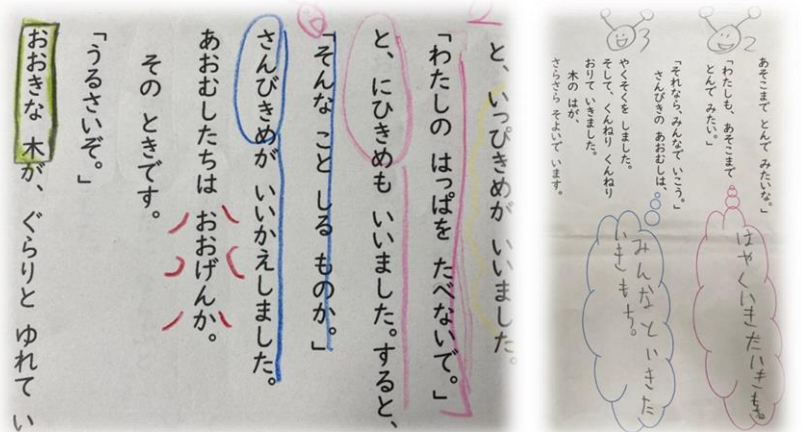 と、いっぴきめが いいました。
「わたしの はっぱを たべないで。」
と、にひきめも いいました。すると、
「そんな こと しる ものか。」
さんびきめが いいかえしました。
あおむしたちは おおげんか。
その ときです。
「うるさいぞ。」
おおきな 木が、ぐらりと ゆれて い
あそこまで とんで みたいな。」
2
「わたしも、あそこまで
とんで みたい。」
はやくいきたいきもち。
3
「それなら、みんなで いこう。」
さんびきの あおむしは、
やくそくを しました。
そして、くんねり くんねり
おりて いきました。
木の はが、
さらさら そよいで います。
みんなといきた
いきもち。